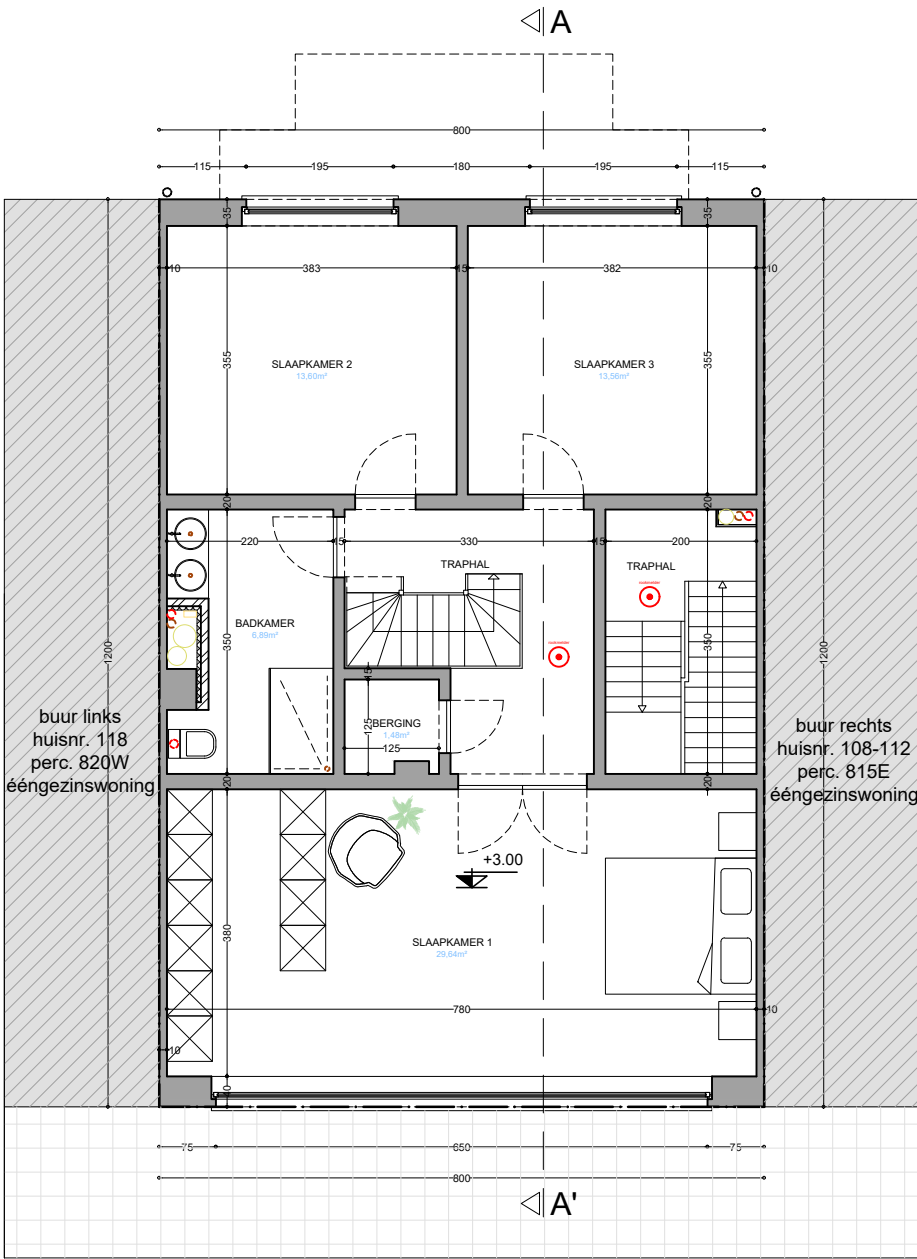 A
800
115 195 180 195 115
35 35
10 383 15 382 10
355 355
SLAAPKAMER 2
13,60m²
SLAAPKAMER 3
13,56m²
20 20
220 15 330 15 200
TRAPHAL
TRAPHAL
BADKAMER
6,89m²
350 350
1200 1200
15
BERGING
1,48m²
125
125
buur links
huisnr. 118
perc. 820W
ééngezinswoning
buur rechts
huisnr. 108-112
perc. 815E
ééngezinswoning
20 20
+3.00
380
SLAAPKAMER 1
29,64m²
780 10
10
40
75 650 75
800
A'